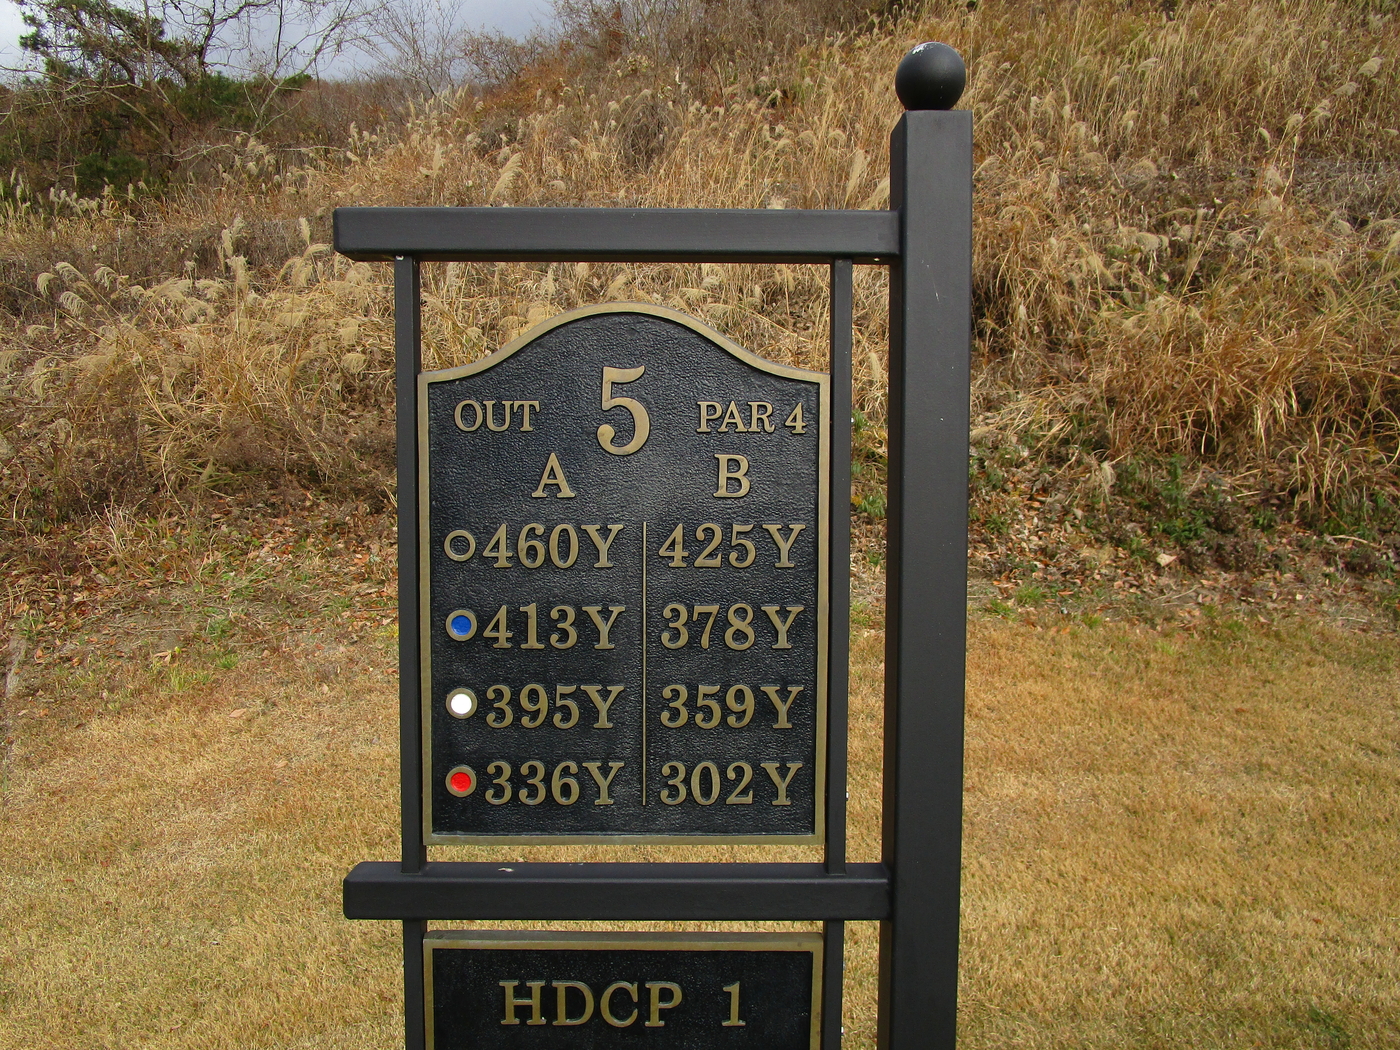 OUT 5 PAR 4
A B
460Y 425Y
413Y 378Y
395Y 359Y
336Y 302Y
HDCP 1